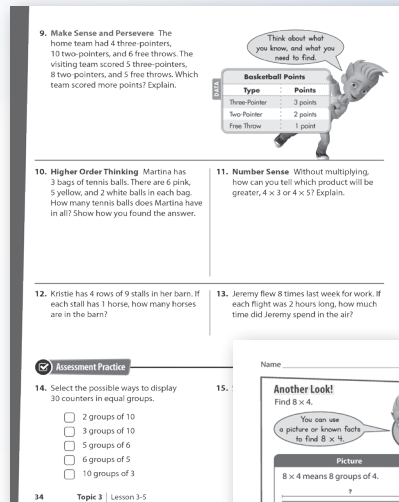 9. Make Sense and Persevere The
home team had 4 three-pointers,
10 two-pointers, and 6 free throws. The
visiting team scored 5 three-pointers,
8 two-pointers, and 5 free throws. Which
team scored more points? Explain.
Think about what
you know, and what you
need to find.
DATA
Basketball Points
Type Points
Three-Pointer 3 points
Two-Pointer 2 points
Free Throw 1 point
10. Higher Order Thinking Martina has
3 bags of tennis balls. There are 6 pink,
5 yellow, and 2 white balls in each bag.
How many tennis balls does Martina have
in all? Show how you found the answer.
11. Number Sense Without multiplying,
how can you tell which product will be
greater, 4 × 3 or 4 × 5? Explain.
12. Kristie has 4 rows of 9 stalls in her barn. If
each stall has 1 horse, how many horses
are in the barn?
13. Jeremy flew 8 times last week for work. If
each flight was 2 hours long, how much
time did Jeremy spend in the air?
Assessment Practice
14. Select the possible ways to display
30 counters in equal groups.
2 groups of 10
3 groups of 10
5 groups of 6
6 groups of 5
10 groups of 3
15.
34 Topic 3 | Lesson 3-5
Name
Another Look!
Find 8 × 4.
You can use
a picture or known facts
to find 8 × 4.
Picture
8 × 4 means 8 groups of 4.
?